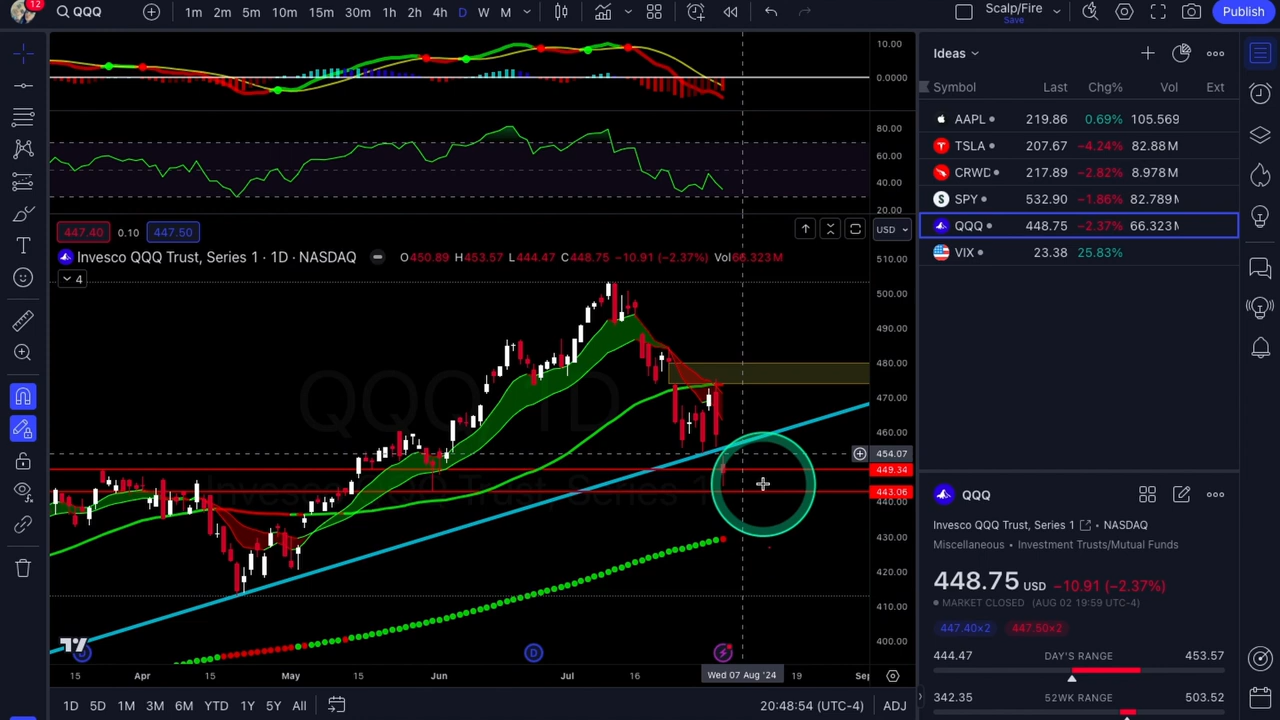 12
QQQ
1m 2m 5m 10m 15m 30m 1h 2h 4h D W M
Scalp/Fire
Save
Publish
10.00
0.0000
80.00
60.00
40.00
20.00
447.40 0.10 447.50
USD
Invesco QQQ Trust, Series 1 · 1D · NASDAQ
O450.89 H453.57 L444.47 C448.75 −10.91 (−2.37%) Vol66.323M
4
510.00
500.00
490.00
480.00
470.00
460.00
454.07
449.34
443.06
440.00
430.00
420.00
410.00
400.00
QQQ, 1D
Invesco QQQ Trust, Series 1
D
D
15 Apr 15 May 15 Jun Jul 16 Wed 07 Aug '24 19 Sep
1D 5D 1M 3M 6M YTD 1Y 5Y All
20:48:54 (UTC-4)
ADJ
Ideas
Symbol Last Chg% Vol Ext
AAPL 219.86 0.69% 105.569
TSLA 207.67 −4.24% 82.88M
CRWD 217.89 −2.82% 8.978M
SPY 532.90 −1.86% 82.789M
QQQ 448.75 −2.37% 66.323M
VIX 23.38 25.83%
QQQ
Invesco QQQ Trust, Series 1 • NASDAQ
Miscellaneous • Investment Trusts/Mutual Funds
448.75 USD −10.91 (−2.37%)
MARKET CLOSED (AUG 02 19:59 UTC-4)
447.40×2 447.50×2
444.47 DAY'S RANGE 453.57
342.35 52WK RANGE 503.52